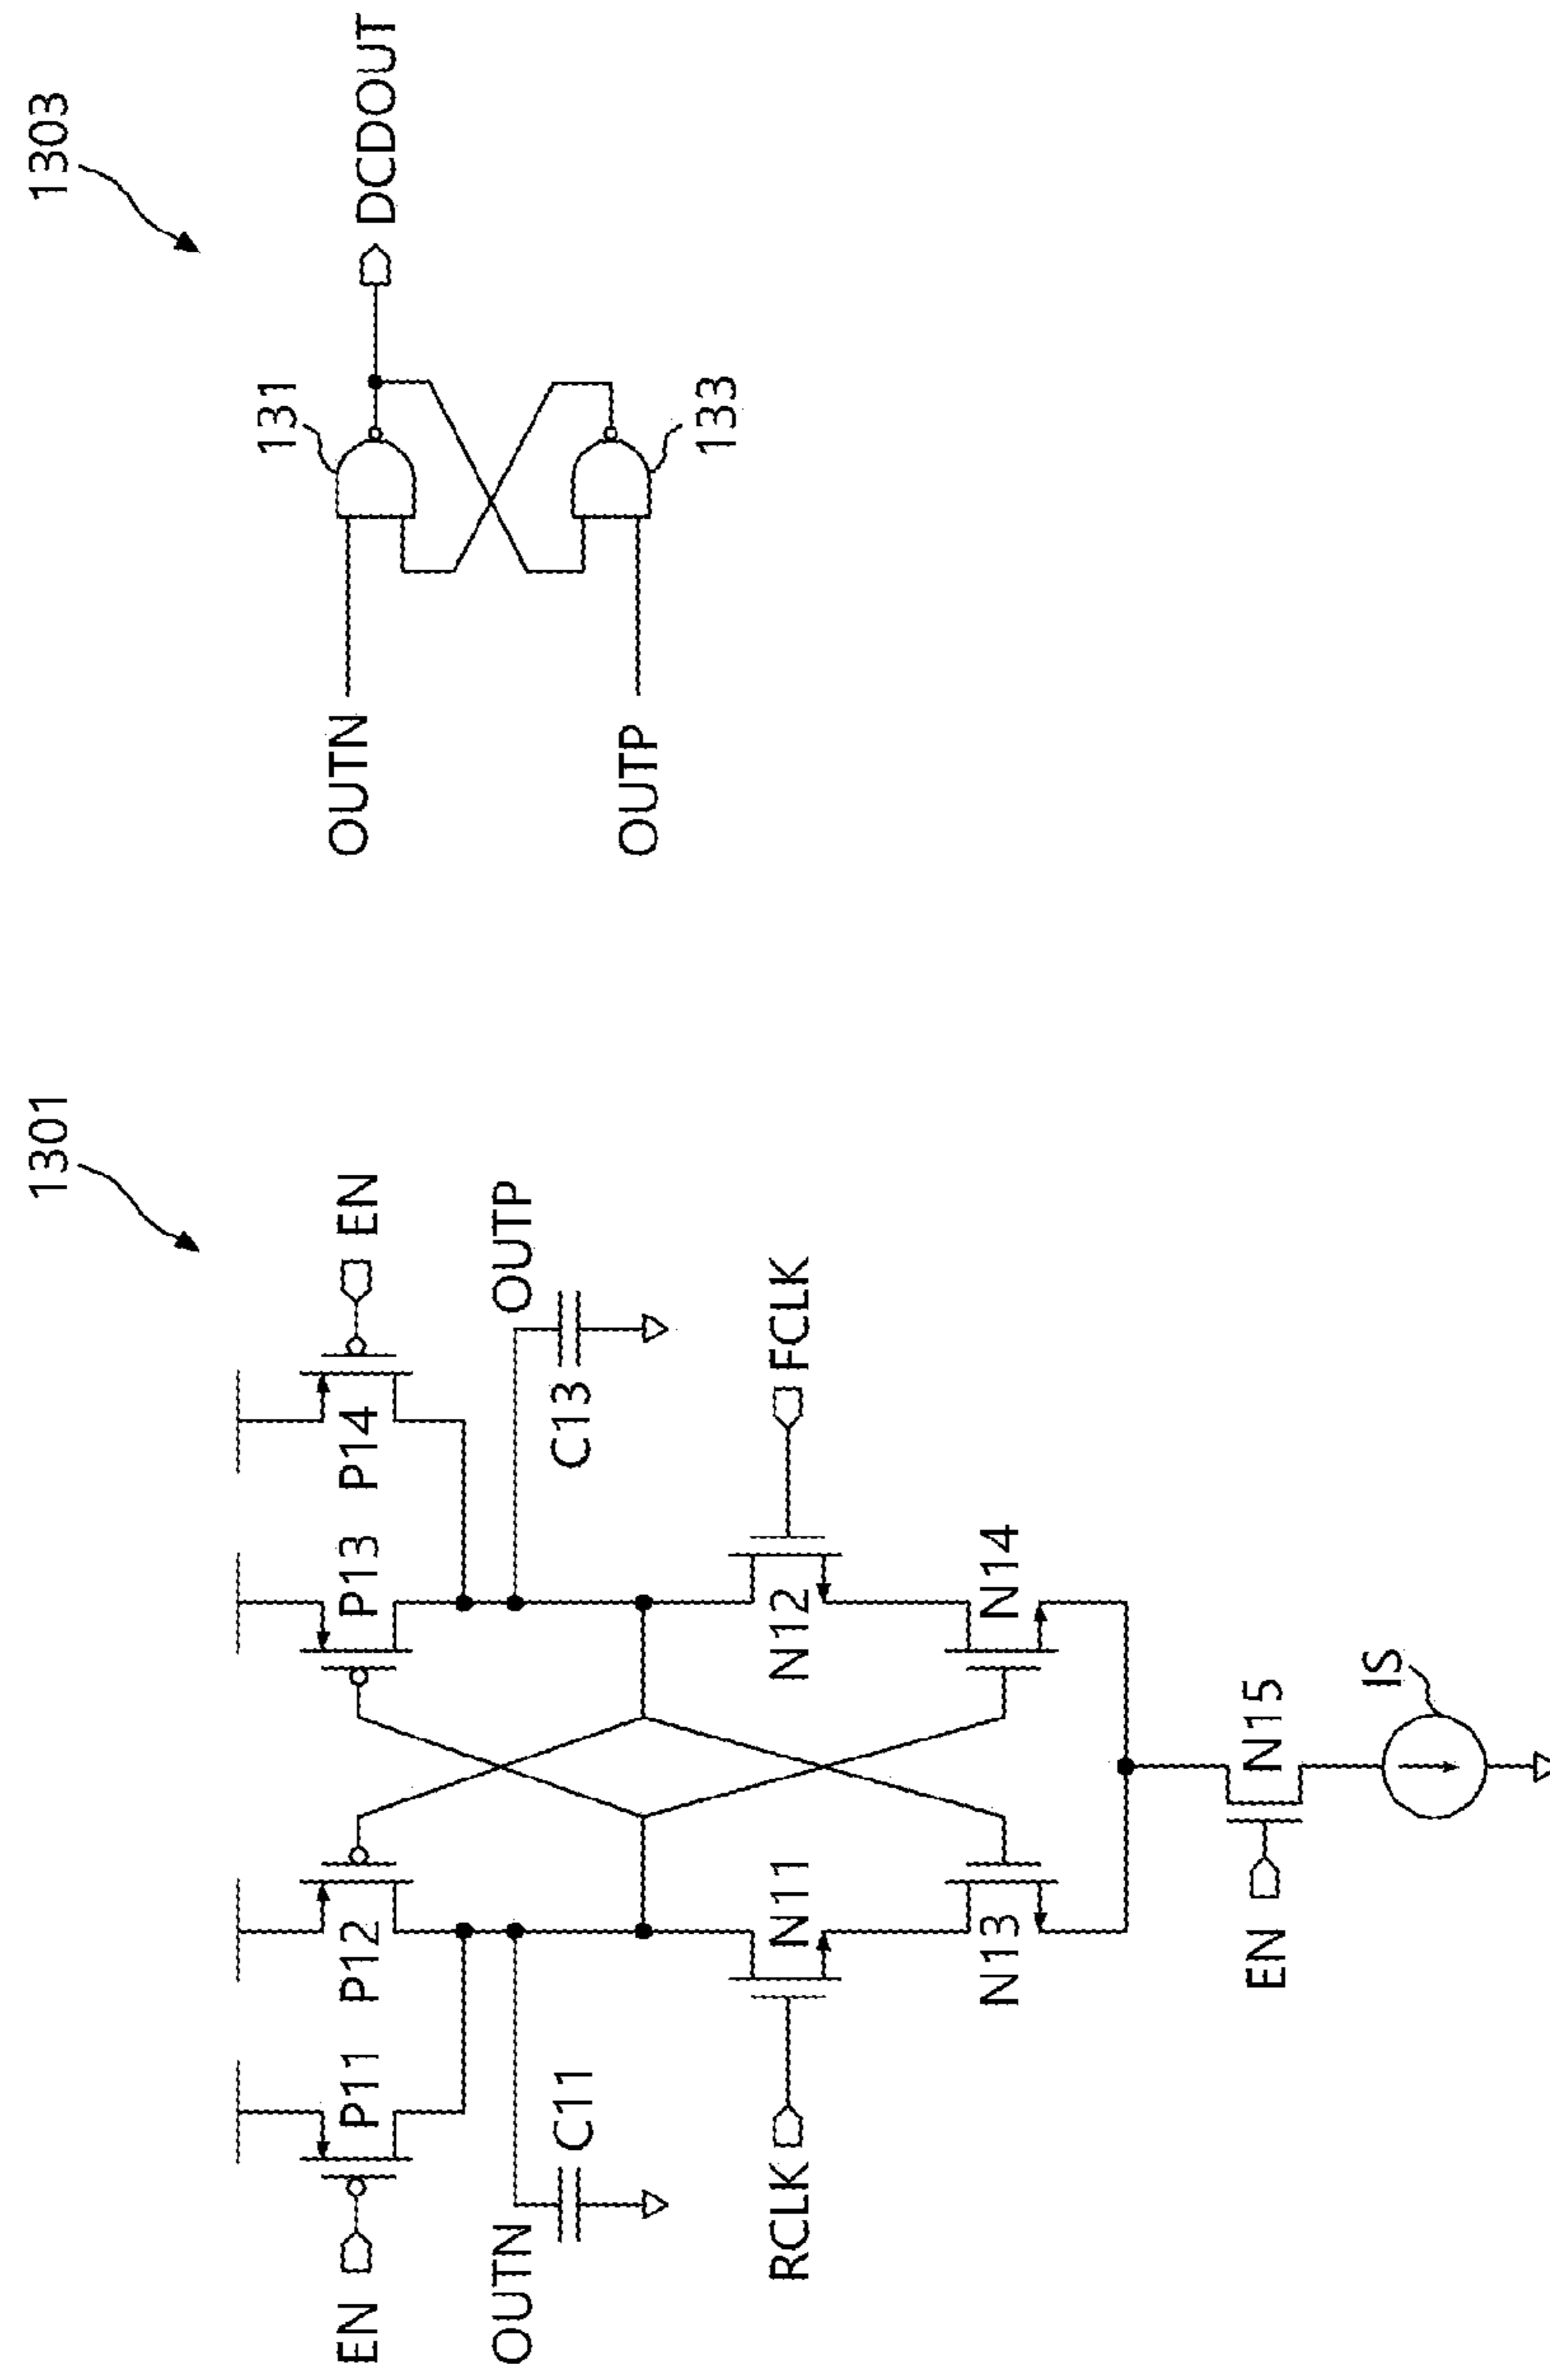 1301
1303
EN
P11
P12
P13
P14
EN
OUTN
C11
C13
OUTP
RCLK
N11
N12
FCLK
N13
N14
EN
N15
IS
OUTN
OUTP
131
133
DCDOUT